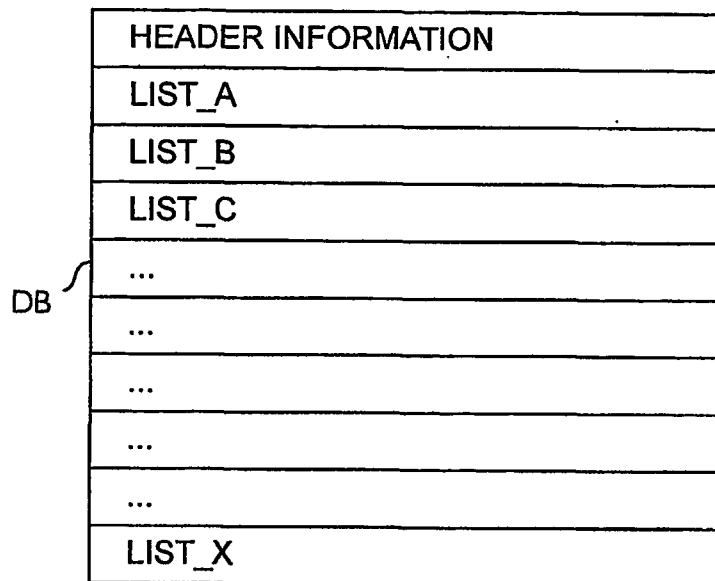 HEADER INFORMATION
LIST_A
LIST_B
LIST_C
...
DB
...
...
...
...
LIST_X